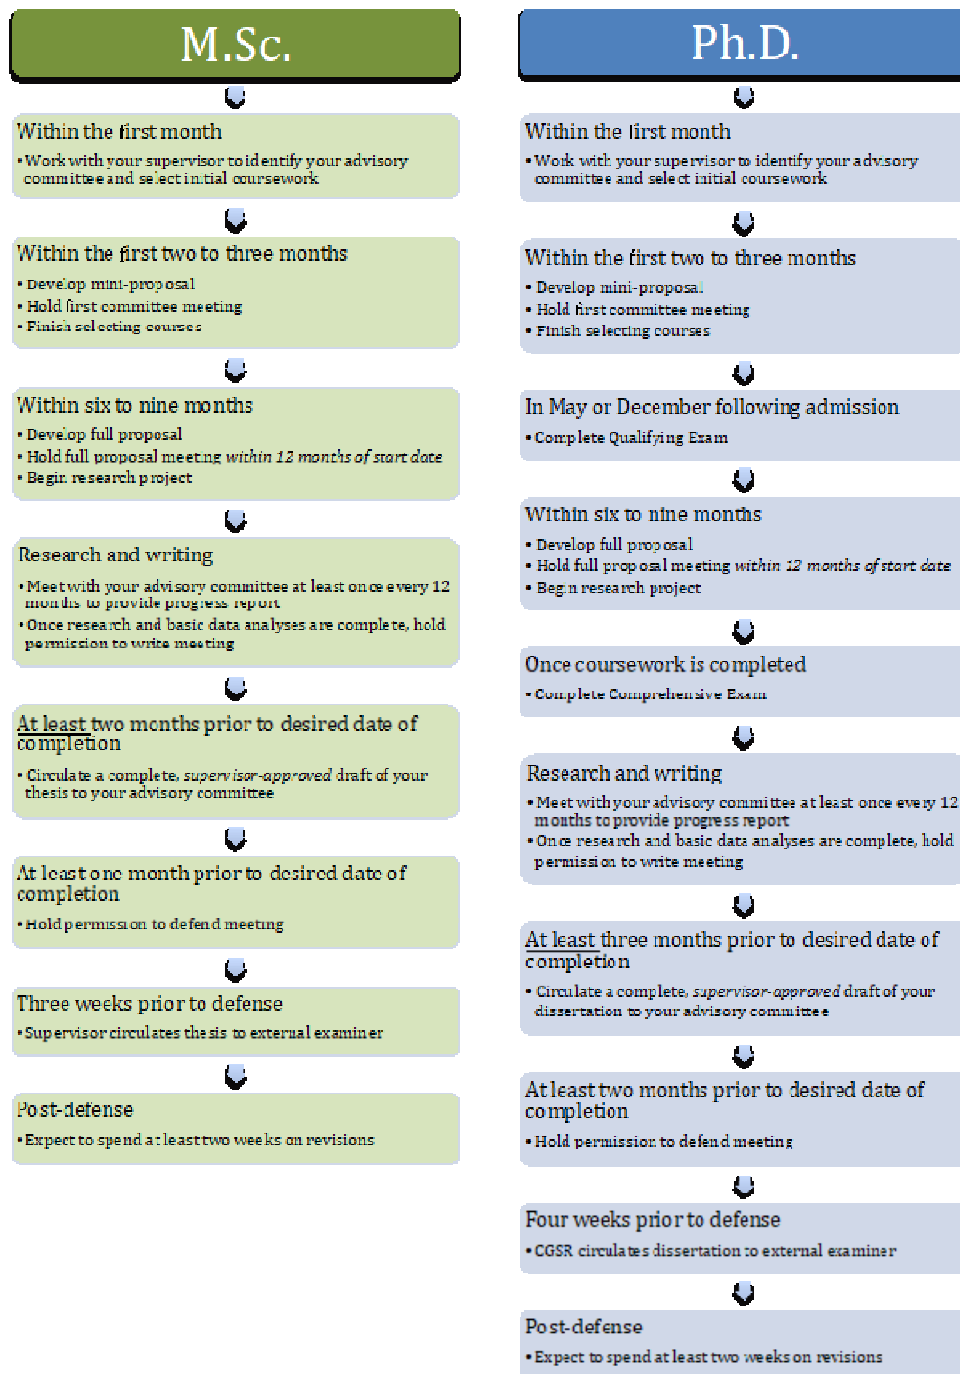 M.Sc.
Within the first month
• Work with your supervisor to identify your advisory
committee and select initial coursework
Within the first two to three months
• Develop mini-proposal
• Hold first committee meeting
• Finish selecting courses
Within six to nine months
• Develop full proposal
• Hold full proposal meeting within 12 months of start date
• Begin research project
Research and writing
• Meet with your advisory committee at least once every 12
months to provide progress report
• Once research and basic data analyses are complete, hold
permission to write meeting
At least two months prior to desired date of
completion
• Circulate a complete, supervisor-approved draft of your
thesis to your advisory committee
At least one month prior to desired date of
completion
• Hold permission to defend meeting
Three weeks prior to defense
• Supervisor circulates thesis to external examiner
Post-defense
• Expect to spend at least two weeks on revisions
Ph.D.
Within the first month
• Work with your supervisor to identify your advisory
committee and select initial coursework
Within the first two to three months
• Develop mini-proposal
• Hold first committee meeting
• Finish selecting courses
In May or December following admission
• Complete Qualifying Exam
Within six to nine months
• Develop full proposal
• Hold full proposal meeting within 12 months of start date
• Begin research project
Once coursework is completed
• Complete Comprehensive Exam
Research and writing
• Meet with your advisory committee at least once every 12
months to provide progress report
• Once research and basic data analyses are complete, hold
permission to write meeting
At least three months prior to desired date of
completion
• Circulate a complete, supervisor-approved draft of your
dissertation to your advisory committee
At least two months prior to desired date of
completion
• Hold permission to defend meeting
Four weeks prior to defense
• CGSR circulates dissertation to external examiner
Post-defense
• Expect to spend at least two weeks on revisions